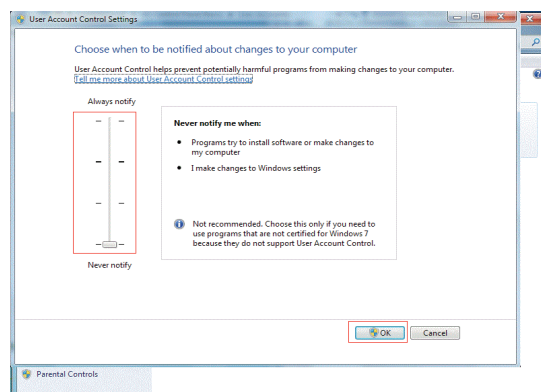 User Account Control Settings
Choose when to be notified about changes to your computer
User Account Control helps prevent potentially harmful programs from making changes to your computer.
Tell me more about User Account Control settings
Always notify
Never notify me when:
• Programs try to install software or make changes to
my computer
• I make changes to Windows settings
Not recommended. Choose this only if you need to
use programs that are not certified for Windows 7
because they do not support User Account Control.
Never notify
OK
Cancel
Parental Controls